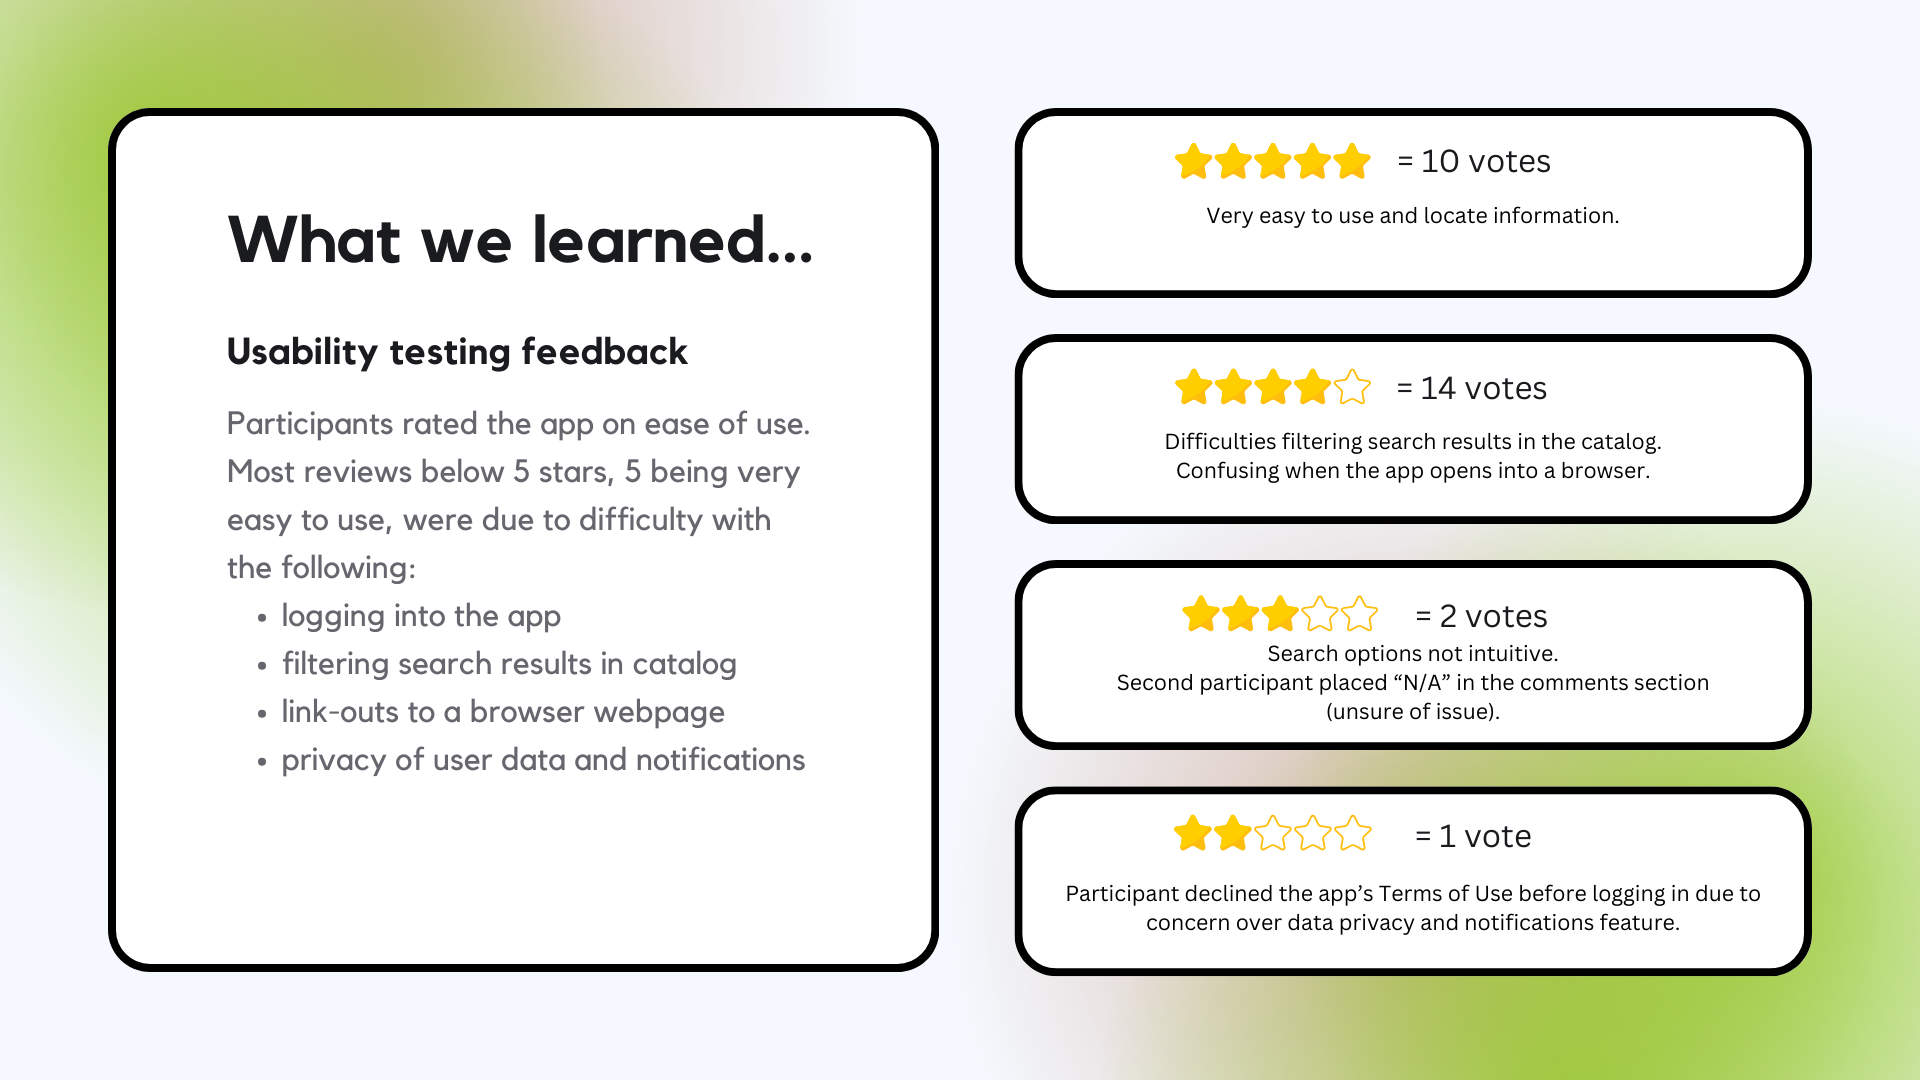 What we learned...
Usability testing feedback
Participants rated the app on ease of use.
Most reviews below 5 stars, 5 being very
easy to use, were due to difficulty with
the following:
• logging into the app
• filtering search results in catalog
• link-outs to a browser webpage
• privacy of user data and notifications
= 10 votes
Very easy to use and locate information.
= 14 votes
Difficulties filtering search results in the catalog.
Confusing when the app opens into a browser.
= 2 votes
Search options not intuitive.
Second participant placed “N/A” in the comments section
(unsure of issue).
= 1 vote
Participant declined the app’s Terms of Use before logging in due to
concern over data privacy and notifications feature.